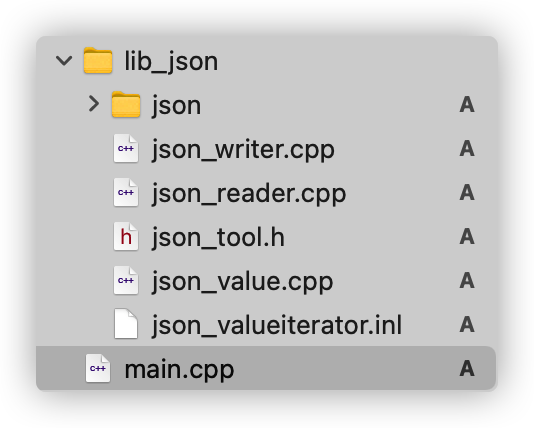 lib_json
json A
C++ json_writer.cpp A
C++ json_reader.cpp A
h json_tool.h A
C++ json_value.cpp A
json_valueiterator.inl A
C++ main.cpp A